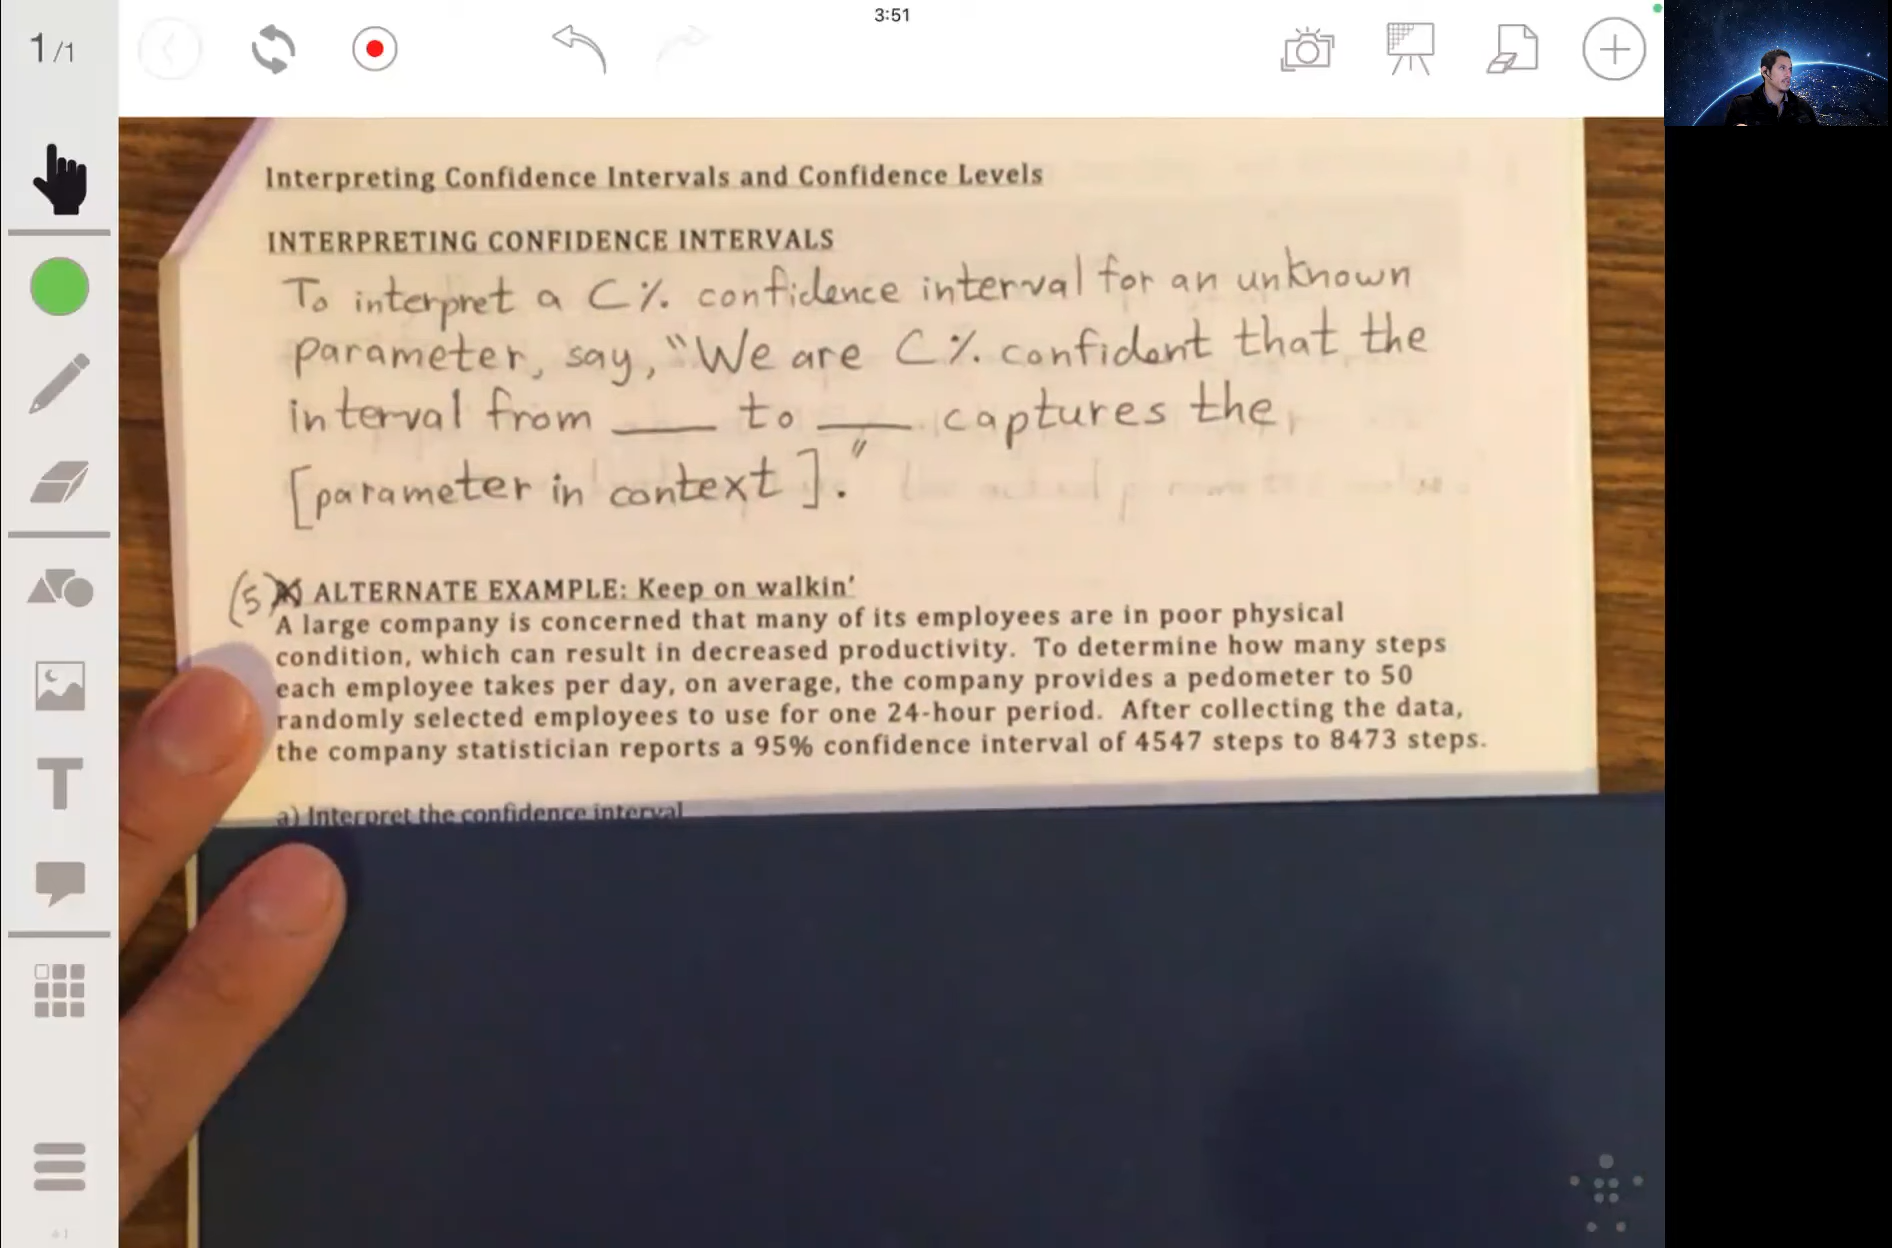 3:51
1/1
Interpreting Confidence Intervals and Confidence Levels
INTERPRETING CONFIDENCE INTERVALS
To interpret a C% confidence interval for an unknown
parameter, say, "We are C% confident that the
interval from ____ to ____ captures the
[parameter in context]."
(5) ALTERNATE EXAMPLE: Keep on walkin'
A large company is concerned that many of its employees are in poor physical
condition, which can result in decreased productivity. To determine how many steps
each employee takes per day, on average, the company provides a pedometer to 50
randomly selected employees to use for one 24-hour period. After collecting the data,
the company statistician reports a 95% confidence interval of 4547 steps to 8473 steps.
a) Interpret the confidence interval
T